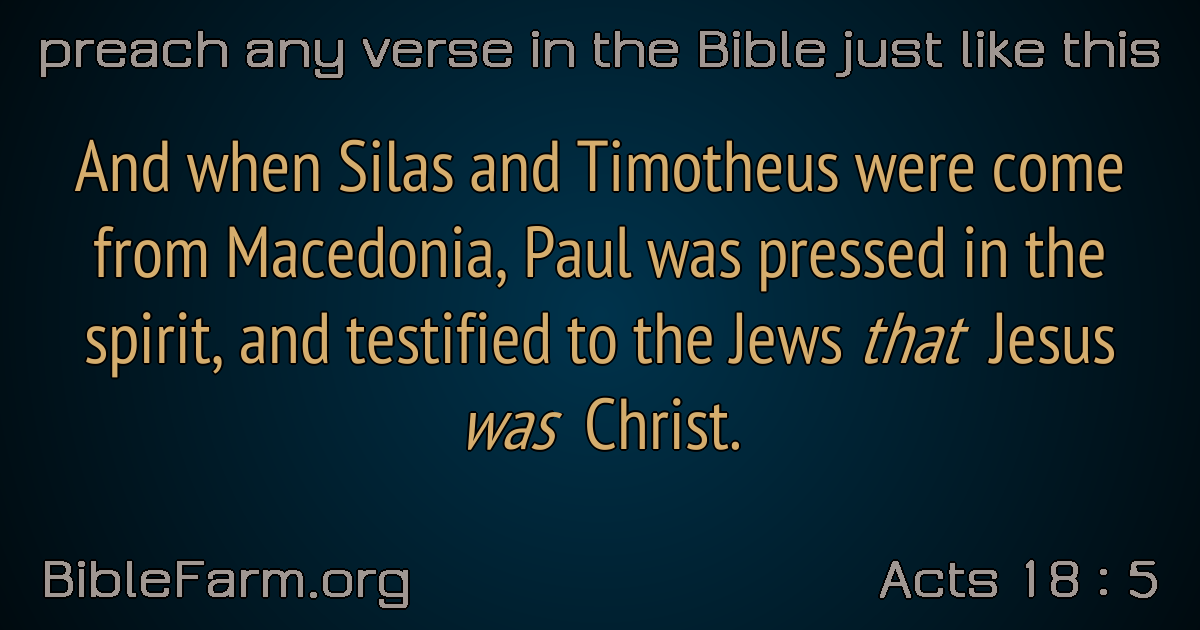 preach any verse in the Bible just like this
And when Silas and Timotheus were come
from Macedonia, Paul was pressed in the
spirit, and testified to the Jews that Jesus
was Christ.
BibleFarm.org
Acts 18 : 5